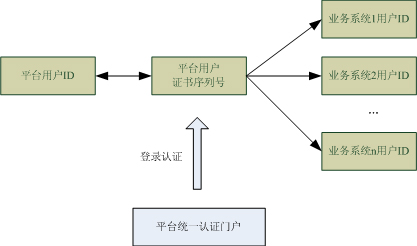 业务系统1用户ID
平台用户ID
平台用户
证书序列号
业务系统2用户ID
...
登录认证
业务系统n用户ID
平台统一认证门户